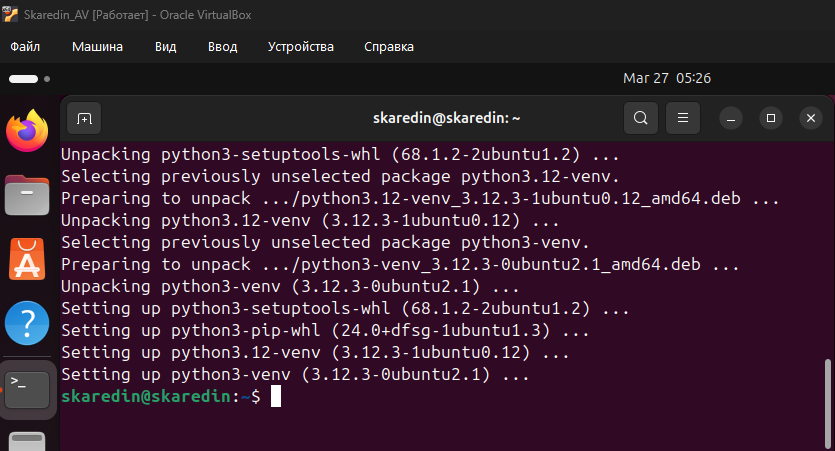 Skaredin_AV [Работает] - Oracle VirtualBox
Файл Машина Вид Ввод Устройства Справка
Mar 27 05:26
skaredin@skaredin: ~
Unpacking python3-setuptools-whl (68.1.2-2ubuntu1.2) ...
Selecting previously unselected package python3.12-venv.
Preparing to unpack .../python3.12-venv_3.12.3-1ubuntu0.12_amd64.deb ...
Unpacking python3.12-venv (3.12.3-1ubuntu0.12) ...
Selecting previously unselected package python3-venv.
Preparing to unpack .../python3-venv_3.12.3-0ubuntu2.1_amd64.deb ...
Unpacking python3-venv (3.12.3-0ubuntu2.1) ...
Setting up python3-setuptools-whl (68.1.2-2ubuntu1.2) ...
Setting up python3-pip-whl (24.0+dfsg-1ubuntu1.3) ...
Setting up python3.12-venv (3.12.3-1ubuntu0.12) ...
Setting up python3-venv (3.12.3-0ubuntu2.1) ...
skaredin@skaredin:~$